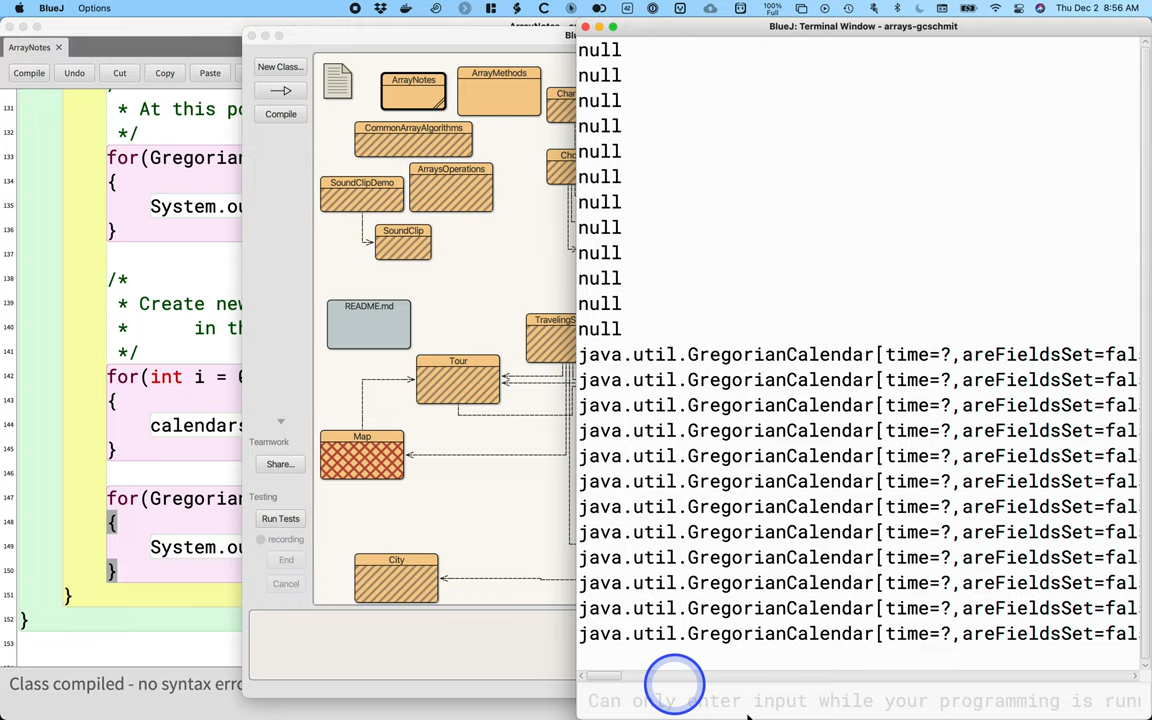 BlueJ Options
42
100%
Full
Thu Dec 2 8:56 AM
ArrayNotes ×
Compile
Undo
Cut
Copy
Paste
131 * At this po
132 */
133 for(Gregorian
134 {
135 System.ou
136 }
137
138 /*
139 * Create new
140 in th
141 */
142 for(int i = 0
143 {
144 calendars
145 }
146
147 for(Gregorian
148 {
149 System.ou
150 }
151 }
152 }
153
Class compiled - no syntax erro
New Class...
Compile
Teamwork
Share...
Testing
Run Tests
recording
End
Cancel
ArrayNotes
ArrayMethods
CommonArrayAlgorithms
SoundClipDemo
ArraysOperations
SoundClip
README.md
TravelingS
Tour
Map
City
BlueJ: Terminal Window - arrays-gcschmit
null
null
null
null
null
null
null
null
null
null
null
null
java.util.GregorianCalendar[time=?,areFieldsSet=fal
java.util.GregorianCalendar[time=?,areFieldsSet=fal
java.util.GregorianCalendar[time=?,areFieldsSet=fal
java.util.GregorianCalendar[time=?,areFieldsSet=fal
java.util.GregorianCalendar[time=?,areFieldsSet=fal
java.util.GregorianCalendar[time=?,areFieldsSet=fal
java.util.GregorianCalendar[time=?,areFieldsSet=fal
java.util.GregorianCalendar[time=?,areFieldsSet=fal
java.util.GregorianCalendar[time=?,areFieldsSet=fal
java.util.GregorianCalendar[time=?,areFieldsSet=fal
java.util.GregorianCalendar[time=?,areFieldsSet=fal
java.util.GregorianCalendar[time=?,areFieldsSet=fal
Can only enter input while your programming is runn